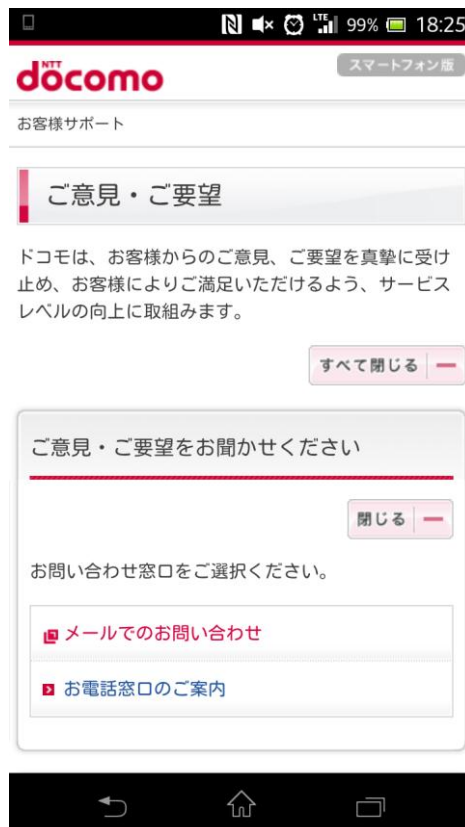 LTE 99% 18:25
NTT
döcomo
スマートフォン版
お客様サポート
ご意見・ご要望
ドコモは、お客様からのご意見、ご要望を真摯に受け
止め、お客様によりご満足いただけるよう、サービス
レベルの向上に取組みます。
すべて閉じる
ご意見・ご要望をお聞かせください
閉じる
お問い合わせ窓口をご選択ください。
メールでのお問い合わせ
お電話窓口のご案内